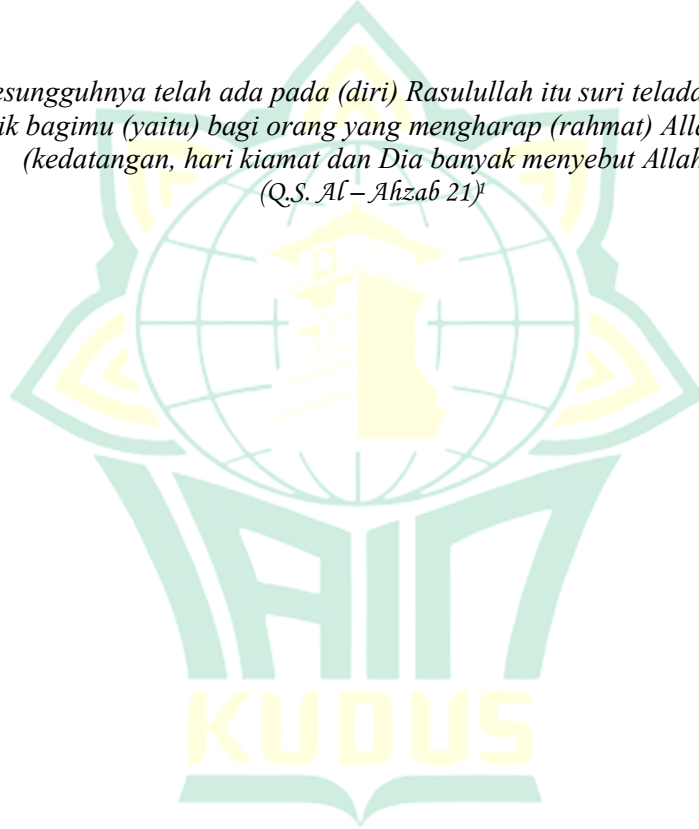 esungguhnya telah ada pada (diri) Rasulullah itu suri telada
ik bagimu (yaitu) bagi orang yang mengharap (rahmat) Alla
(kedatangan, hari kiamat dan Dia banyak menyebut Allah
(Q.S. Al – Ahzab 21)¹
IAIN
KUDUS